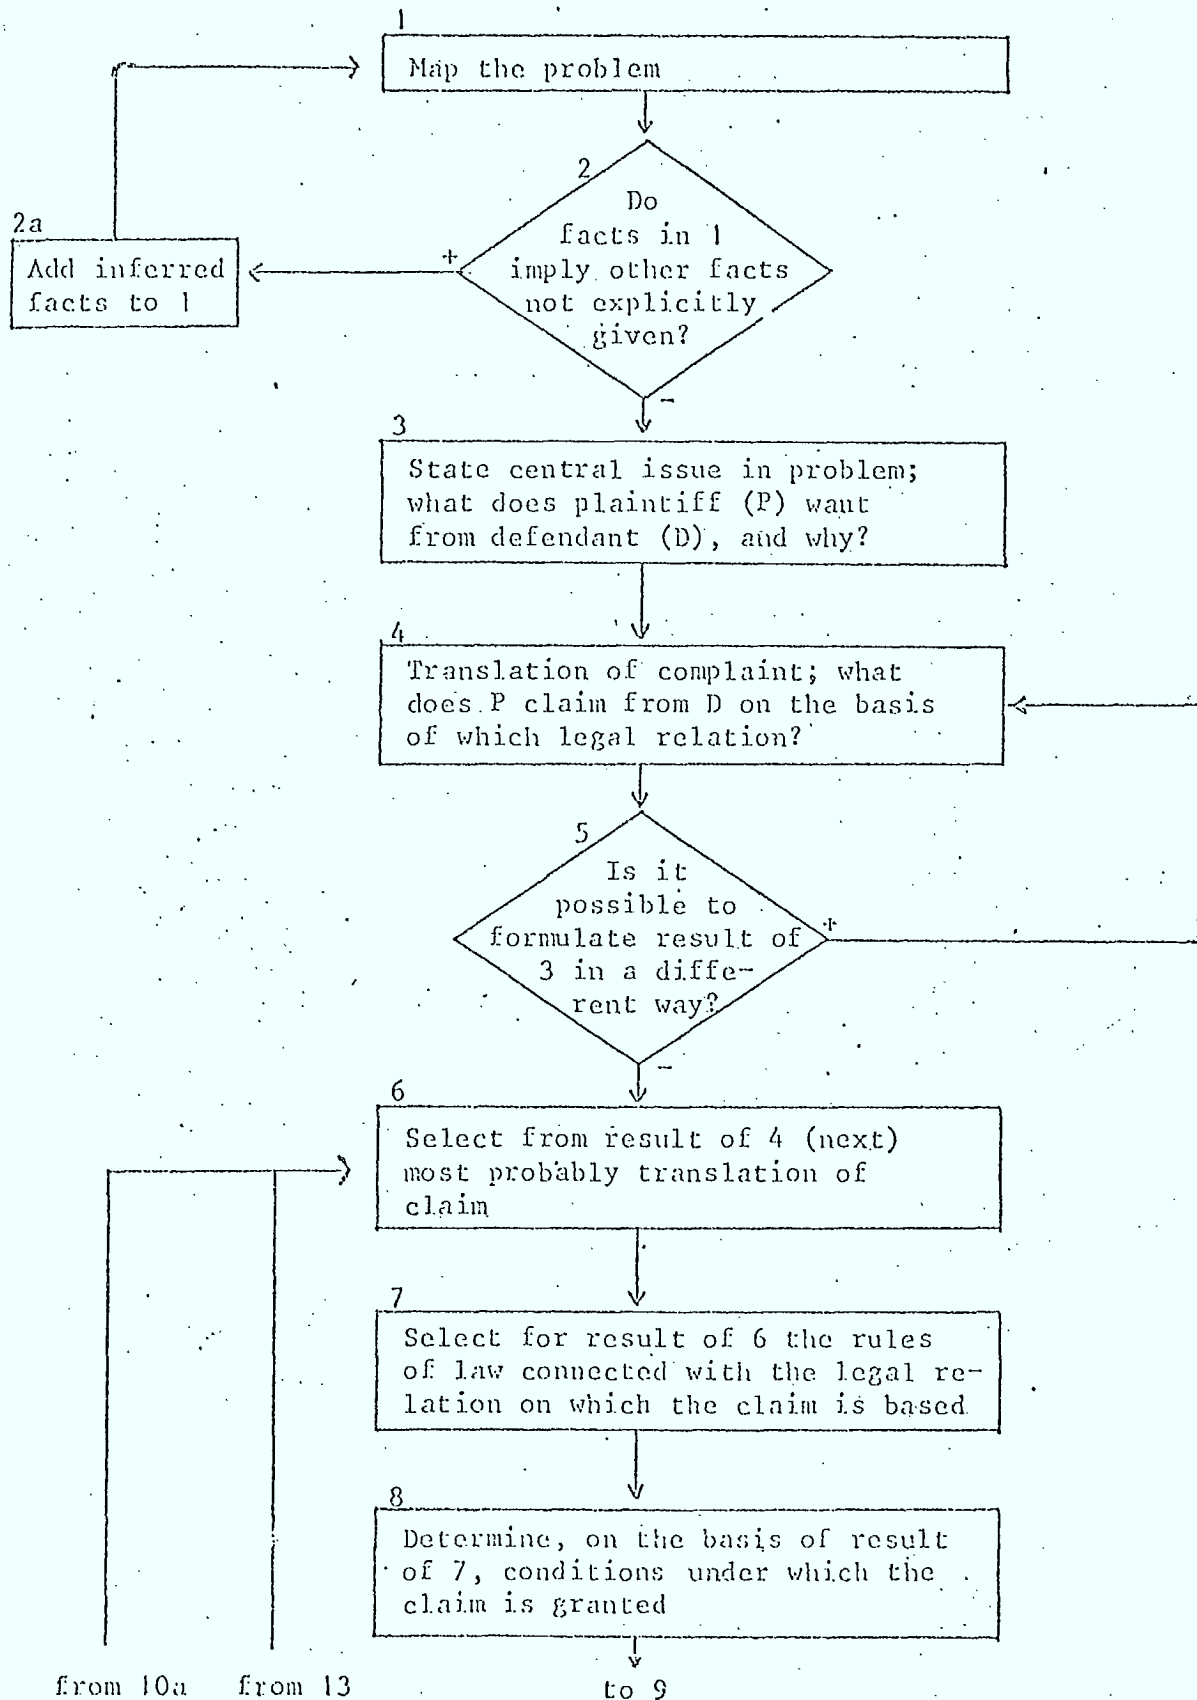 1
Map the problem
2
Do
facts in 1
imply other facts
not explicitly
given?
+
2a
Add inferred
facts to 1
-
3
State central issue in problem;
what does plaintiff (P) want
from defendant (D), and why?
4
Translation of complaint; what
does P claim from D on the basis
of which legal relation?
5
Is it
possible to
formulate result of
3 in a diffe-
rent way?
+
-
6
Select from result of 4 (next)
most probably translation of
claim
7
Select for result of 6 the rules
of law connected with the legal re-
lation on which the claim is based
8
Determine, on the basis of result
of 7, conditions under which the
claim is granted
from 10a from 13 to 9